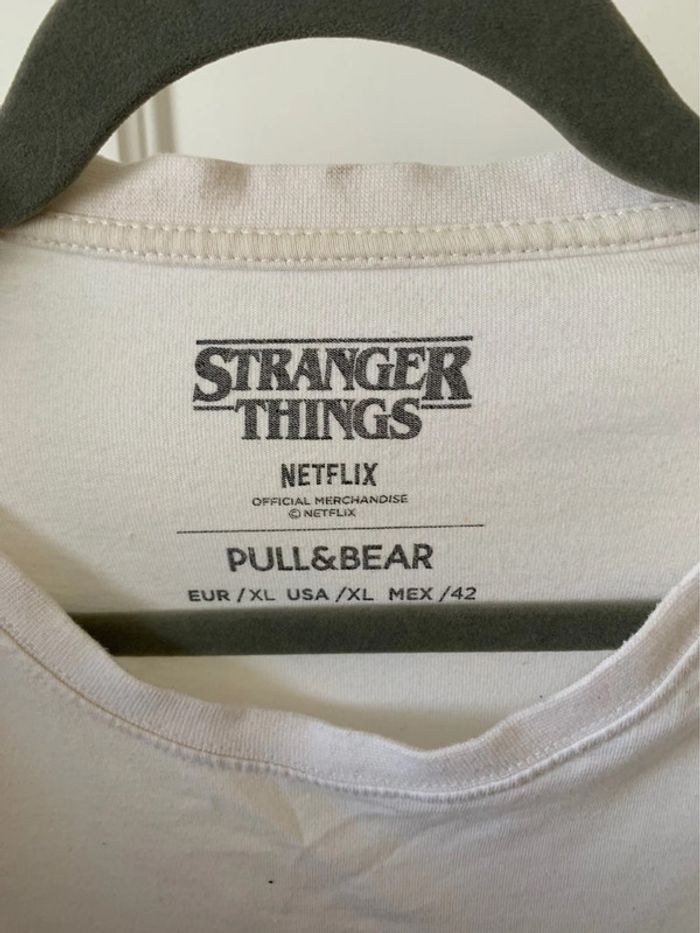 STRANGER
THINGS
NETFLIX
OFFICIAL MERCHANDISE
© NETFLIX
PULL&BEAR
EUR /XL USA /XL MEX /42